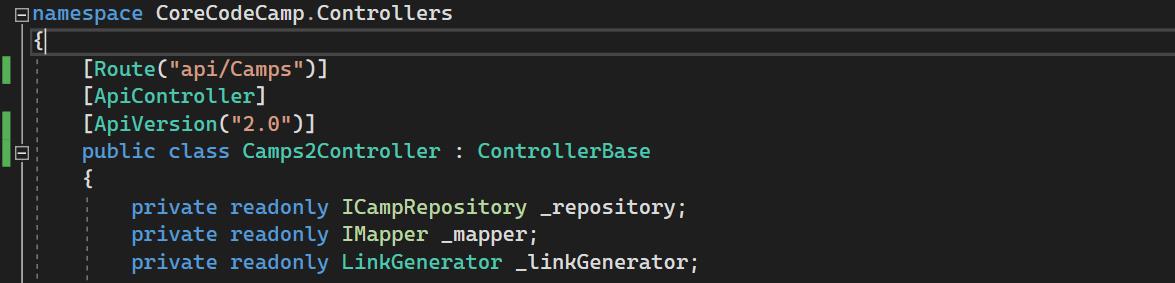 namespace CoreCodeCamp.Controllers
{
[Route("api/Camps")]
[ApiController]
[ApiVersion("2.0")]
public class Camps2Controller : ControllerBase
{
private readonly ICampRepository _repository;
private readonly IMapper _mapper;
private readonly LinkGenerator _linkGenerator;